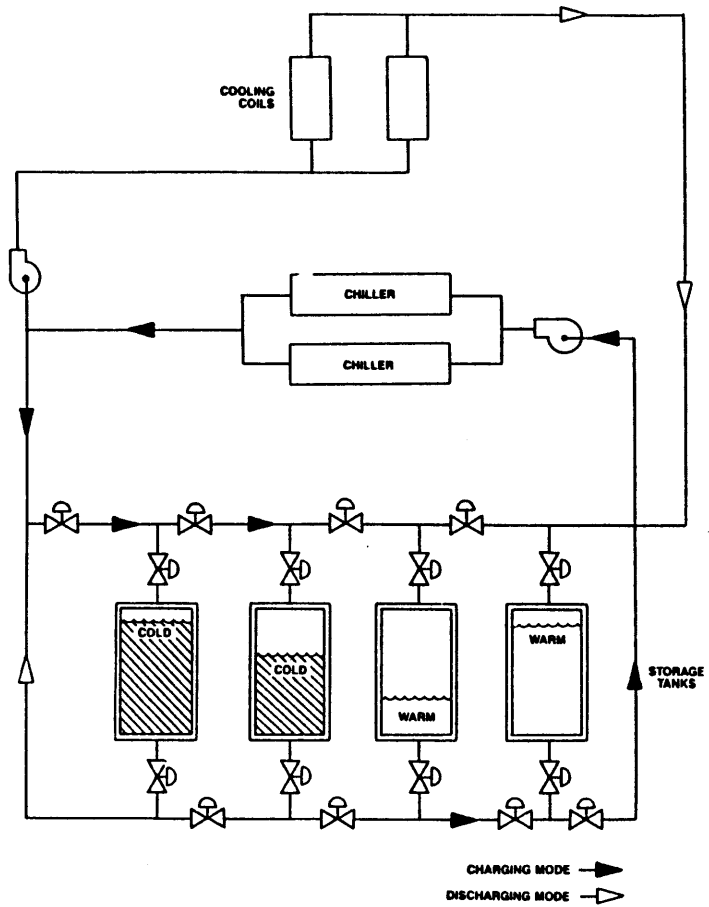 COOLING
COILS
CHILLER
CHILLER
COLD
COLD
WARM
WARM
STORAGE
TANKS
CHARGING MODE
DISCHARGING MODE